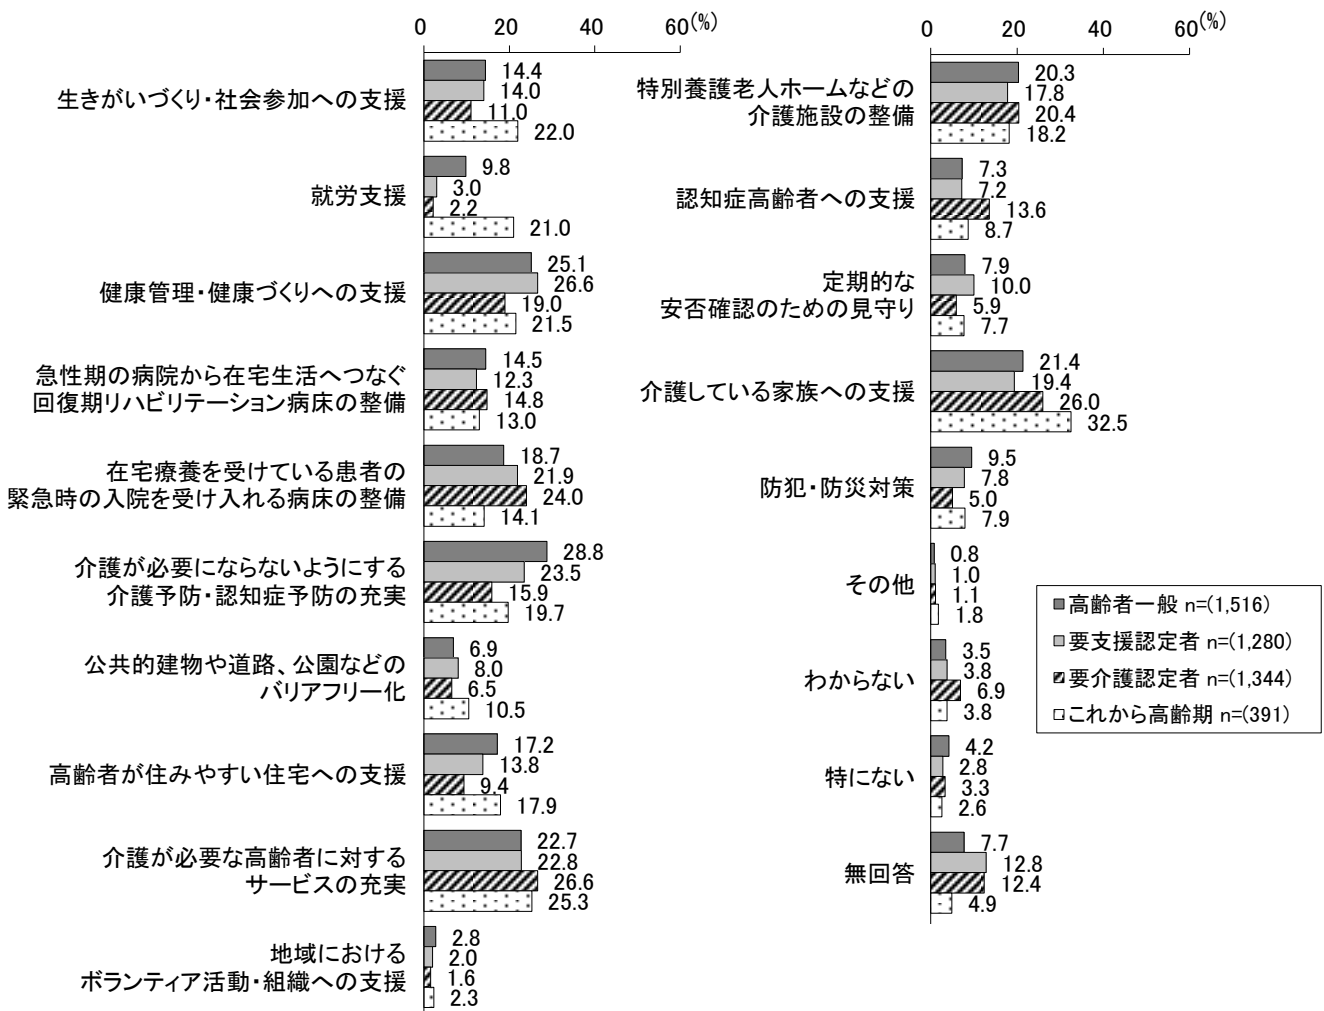 0 20 40 60(%)
生きがいづくり・社会参加への支援
14.4
14.0
11.0
22.0
就労支援
9.8
3.0
2.2
21.0
健康管理・健康づくりへの支援
25.1
26.6
19.0
21.5
急性期の病院から在宅生活へつなぐ
回復期リハビリテーション病床の整備
14.5
12.3
14.8
13.0
在宅療養を受けている患者の
緊急時の入院を受け入れる病床の整備
18.7
21.9
24.0
14.1
介護が必要にならないようにする
介護予防・認知症予防の充実
28.8
23.5
15.9
19.7
公共的建物や道路、公園などの
バリアフリー化
6.9
8.0
6.5
10.5
高齢者が住みやすい住宅への支援
17.2
13.8
9.4
17.9
介護が必要な高齢者に対する
サービスの充実
22.7
22.8
26.6
25.3
地域における
ボランティア活動・組織への支援
2.8
2.0
1.6
2.3
0 20 40 60(%)
特別養護老人ホームなどの
介護施設の整備
20.3
17.8
20.4
18.2
認知症高齢者への支援
7.3
7.2
13.6
8.7
定期的な
安否確認のための見守り
7.9
10.0
5.9
7.7
介護している家族への支援
21.4
19.4
26.0
32.5
防犯・防災対策
9.5
7.8
5.0
7.9
その他
0.8
1.0
1.1
1.8
わからない
3.5
3.8
6.9
3.8
特にない
4.2
2.8
3.3
2.6
無回答
7.7
12.8
12.4
4.9
高齢者一般 n=(1,516)
要支援認定者 n=(1,280)
要介護認定者 n=(1,344)
これから高齢期 n=(391)